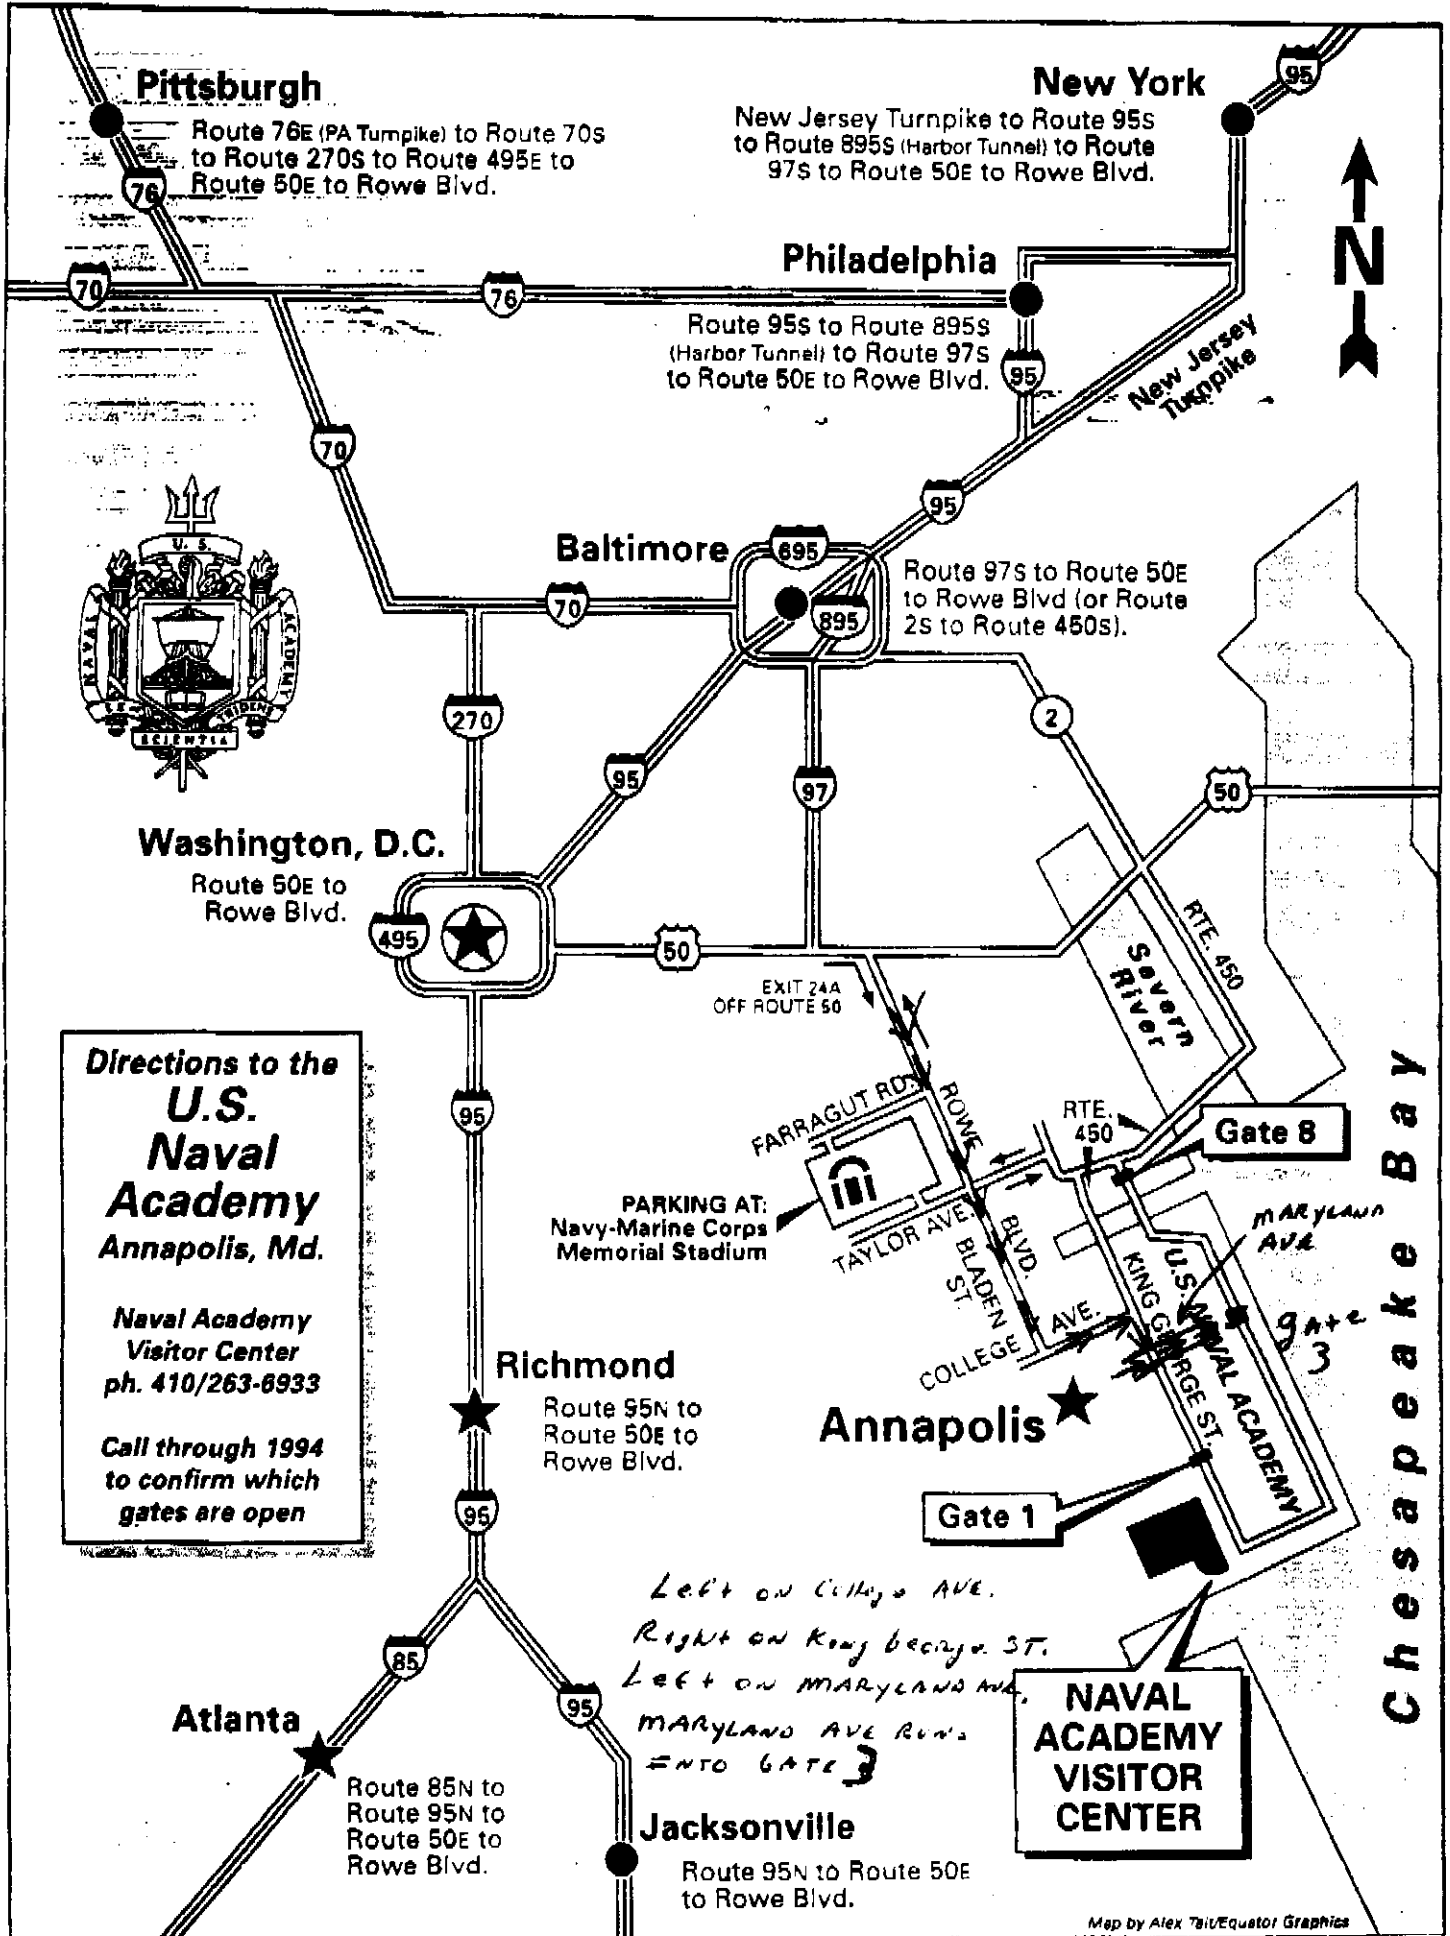 Pittsburgh
Route 76E (PA Turnpike) to Route 70S
to Route 270S to Route 495E to
Route 50E to Rowe Blvd.
New York
New Jersey Turnpike to Route 95S
to Route 895S (Harbor Tunnel) to Route
97S to Route 50E to Rowe Blvd.
95
76
N
Philadelphia
70
76
Route 95S to Route 895S
(Harbor Tunnel) to Route 97S
to Route 50E to Rowe Blvd.
95
New Jersey
Turnpike
70
95
U. S.
NAVAL
ACADEMY
EX
TRIDENS
SCIENTIA
Baltimore
695
70
895
Route 97S to Route 50E
to Rowe Blvd (or Route
2S to Route 450S).
270
2
95
97
50
Washington, D.C.
Route 50E to
Rowe Blvd.
495
50
EXIT 24A
OFF ROUTE 50
RTE. 450
Severn
River
Directions to the
U.S.
Naval
Academy
Annapolis, Md.
Naval Academy
Visitor Center
ph. 410/263-6933
Call through 1994
to confirm which
gates are open
95
FARRAGUT RD.
ROWE
BLVD.
RTE.
450
Gate 8
PARKING AT:
Navy-Marine Corps
Memorial Stadium
TAYLOR AVE.
BLADEN
ST.
MARYLAND
AVE
KING GEORGE ST.
U.S. NAVAL ACADEMY
gAte
3
COLLEGE AVE.
Chesapeake Bay
Richmond
Route 95N to
Route 50E to
Rowe Blvd.
Annapolis
95
Gate 1
Left on College AVE.
Right on King George ST.
Left on MARYLAND AVE.
MARYLAND AVE RUNS
INTO GATE 3
85
95
NAVAL
ACADEMY
VISITOR
CENTER
Atlanta
Route 85N to
Route 95N to
Route 50E to
Rowe Blvd.
Jacksonville
Route 95N to Route 50E
to Rowe Blvd.
Map by Alex Tait/Equator Graphics